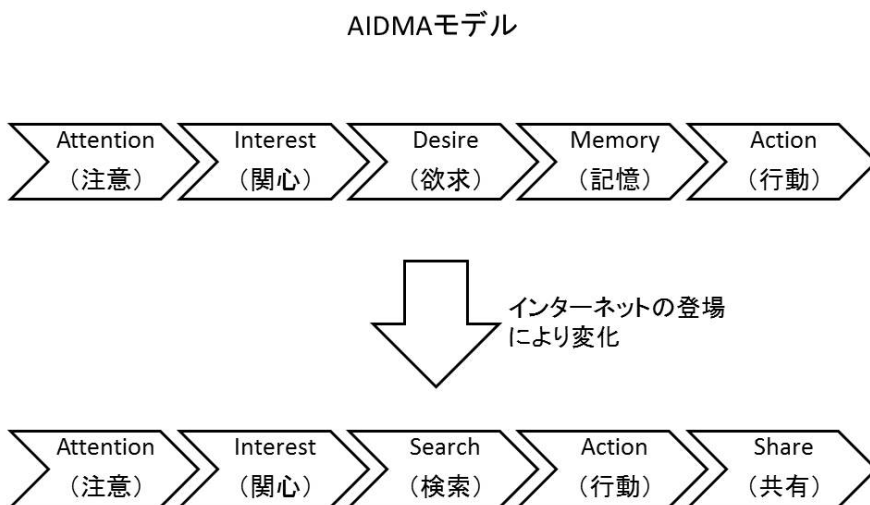 AIDMAモデル
Attention
（注意）
Interest
（関心）
Desire
（欲求）
Memory
（記憶）
Action
（行動）
インターネットの登場
により変化
Attention
（注意）
Interest
（関心）
Search
（検索）
Action
（行動）
Share
（共有）